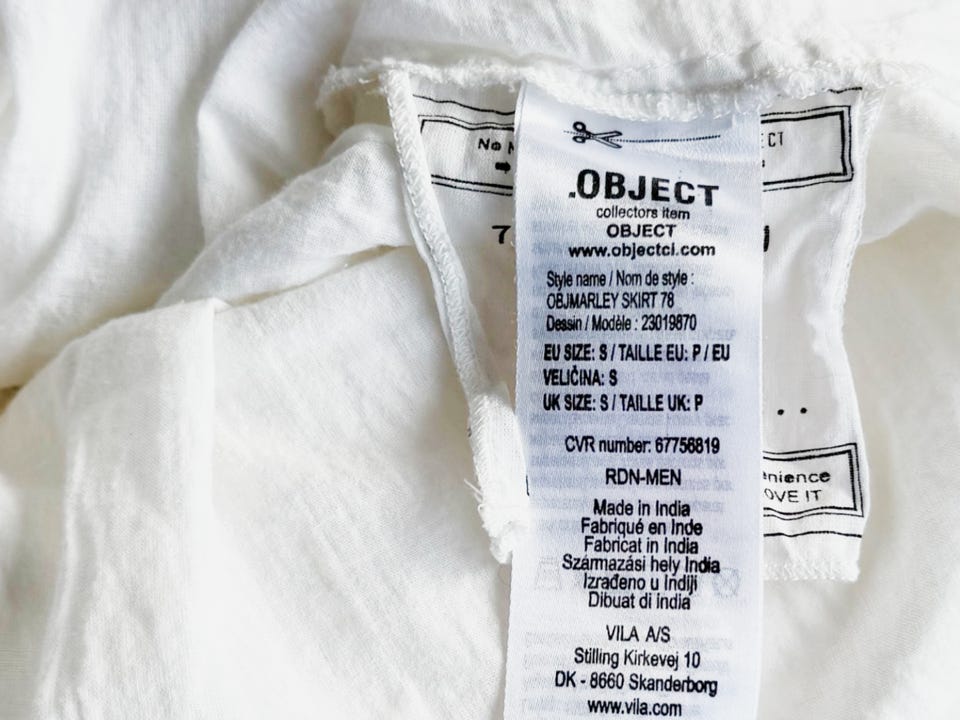 .OBJECT
collectors item
OBJECT
www.objectci.com
Style name / Nom de style :
OBJMARLEY SKIRT 78
Dessin / Modèle : 23019870
EU SIZE: S / TAILLE EU: P / EU
VELIČINA: S
UK SIZE: S / TAILLE UK: P
CVR number: 67758819
RDN-MEN
Made in India
Fabriqué en Inde
Fabricat in India
Származási hely India
Izrađeno u Indiji
Dibuat di india
VILA A/S
Stilling Kirkevej 10
DK - 8660 Skanderborg
www.vila.com
No
7
OVE IT